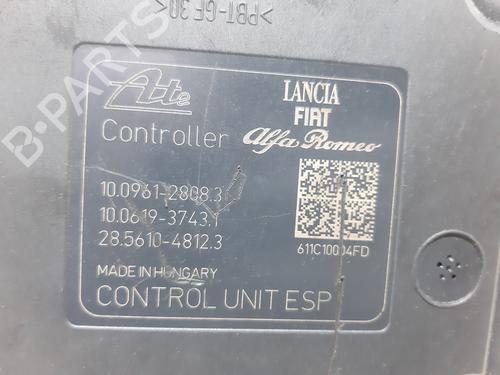 >PBT-GF30<
Ate
LANCIA
FIAT
Alfa Romeo
Controller
10.0961-2808.3
10.0619-3743.1
28.5610-4812.3
611C10004FD
MADE IN HUNGARY
CONTROL UNIT ESP
B-PARTS